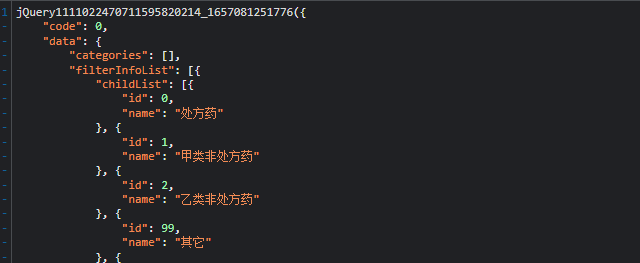 1 jQuery1111022470711595820214_1657081251776({
"code": 0,
"data": {
"categories": [],
"filterInfoList": [{
"childList": [{
"id": 0,
"name": "处方药"
}, {
"id": 1,
"name": "甲类非处方药"
}, {
"id": 2,
"name": "乙类非处方药"
}, {
"id": 99,
"name": "其它"
}, {